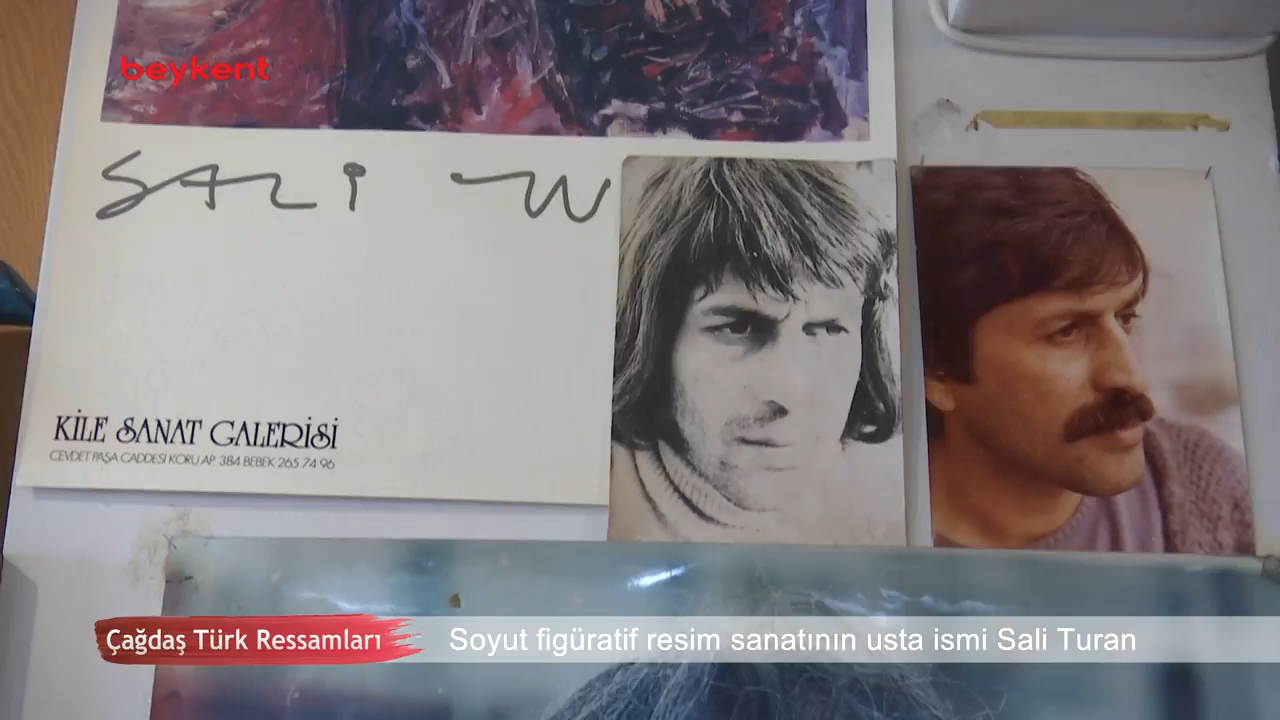 beykent
SALİ
KİLE SANAT GALERİSİ
CEVDET PAŞA CADDESİ KORU AP 384 BEBEK 265 74 96
Çağdaş Türk Ressamları
Soyut figüratif resim sanatının usta ismi Sali Turan